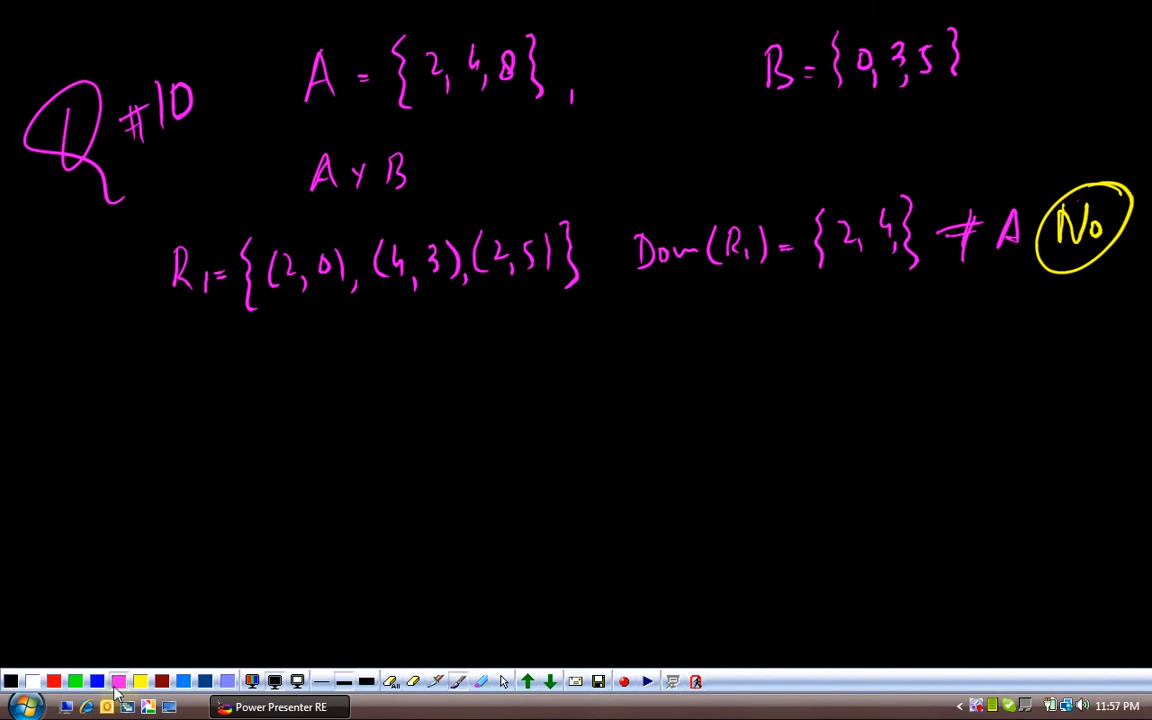 Q #10
A = {2, 4, 8}, B = {0, 3, 5}
A × B
R₁ = {(2, 0), (4, 3), (2, 5)} Dom(R₁) = {2, 4,} ≠ A No
Power Presenter RE
11:57 PM